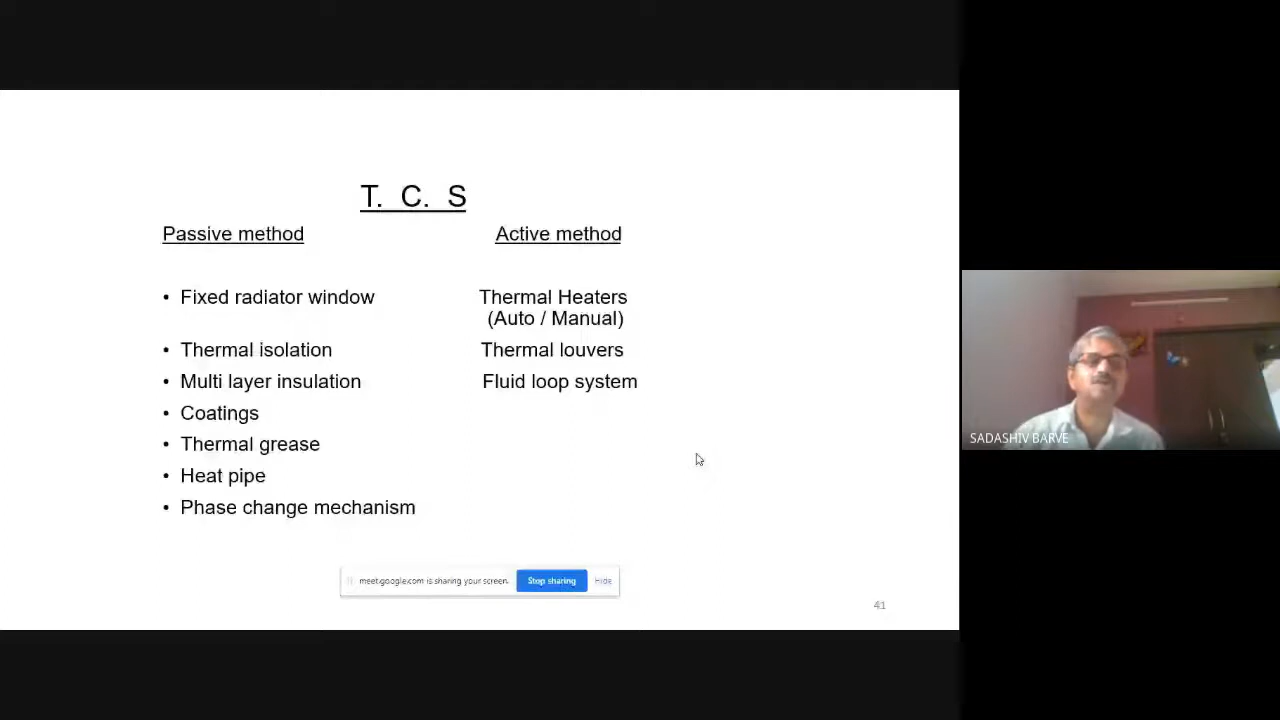 T. C. S
Passive method
Active method
• Fixed radiator window
Thermal Heaters
(Auto / Manual)
• Thermal isolation
Thermal louvers
• Multi layer insulation
Fluid loop system
• Coatings
• Thermal grease
• Heat pipe
• Phase change mechanism
meet.google.com is sharing your screen.
Stop sharing
Hide
41
SADASHIV BARVE